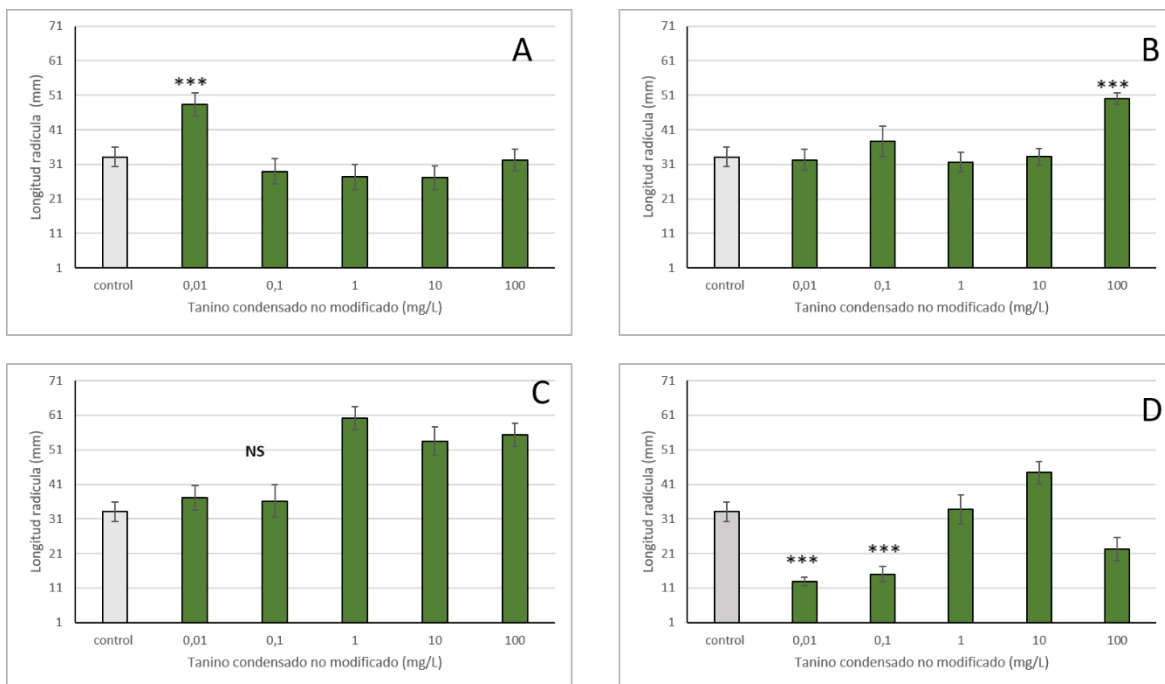 A
Longitud radícula (mm)
71
61
51
41
31
21
11
1
***
control 0,01 0,1 1 10 100
Tanino condensado no modificado (mg/L)
B
Longitud radícula (mm)
71
61
51
41
31
21
11
1
***
control 0,01 0,1 1 10 100
Tanino condensado no modificado (mg/L)
C
Longitud radícula (mm)
71
61
51
41
31
21
11
1
NS
control 0,01 0,1 1 10 100
Tanino condensado no modificado (mg/L)
D
Longitud radícula (mm)
71
61
51
41
31
21
11
1
*** ***
control 0,01 0,1 1 10 100
Tanino condensado no modificado (mg/L)